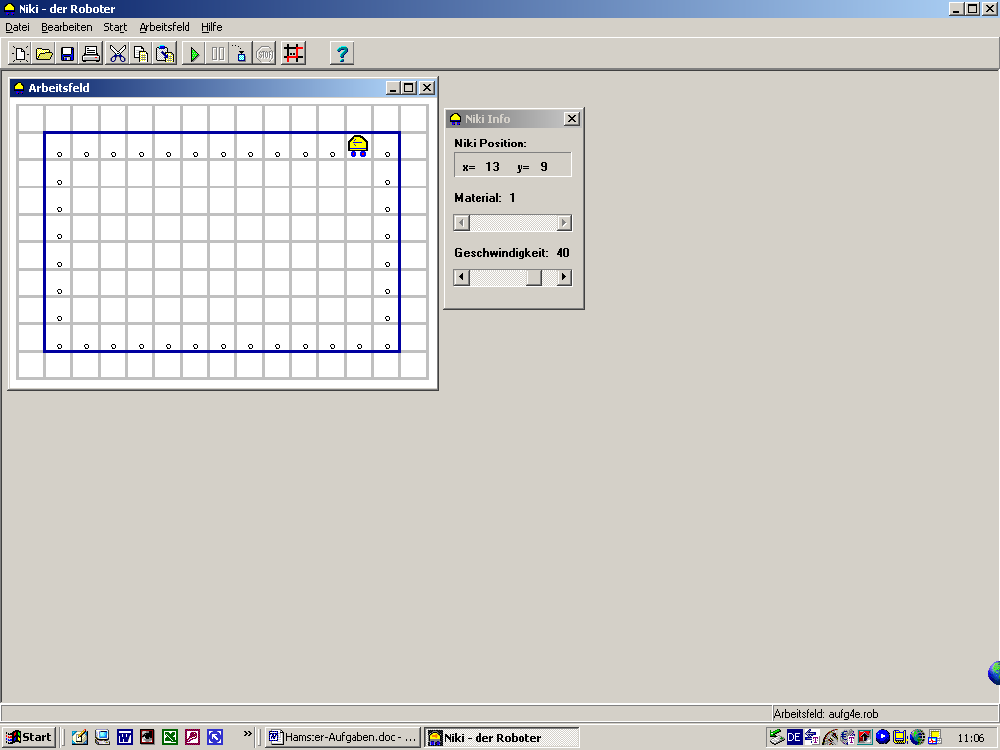 Niki - der Roboter
Datei Bearbeiten Start Arbeitsfeld Hilfe
STOP ?
Arbeitsfeld
Niki Info
Niki Position:
x= 13 y= 9
Material: 1
Geschwindigkeit: 40
Arbeitsfeld: aufg4e.rob
Start W X » Hamster-Aufgaben.doc - ... Niki - der Roboter DE 11:06